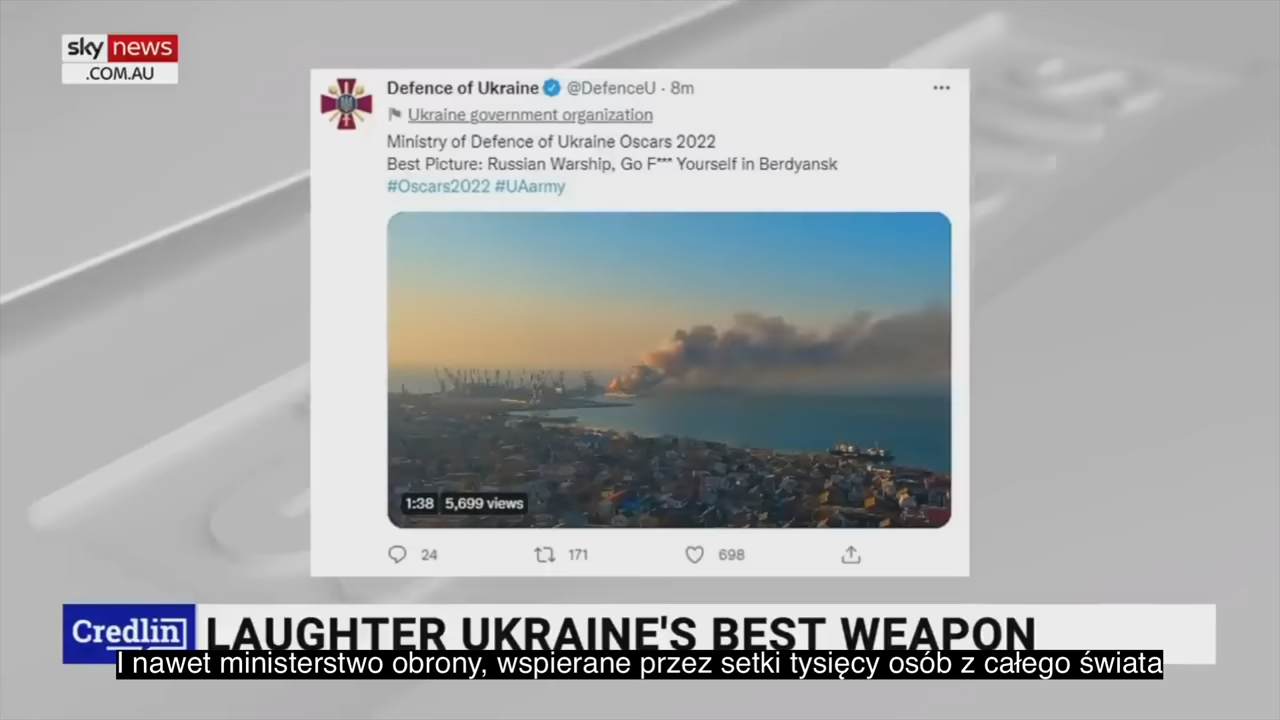 sky news
.COM.AU
Defence of Ukraine @DefenceU · 8m
Ukraine government organization
Ministry of Defence of Ukraine Oscars 2022
Best Picture: Russian Warship, Go F*** Yourself in Berdyansk
#Oscars2022 #UAarmy
1:38 5,699 views
24 171 698
Credlin LAUGHTER UKRAINE'S BEST WEAPON
I nawet ministerstwo obrony, wspierane przez setki tysięcy osób z całego świata